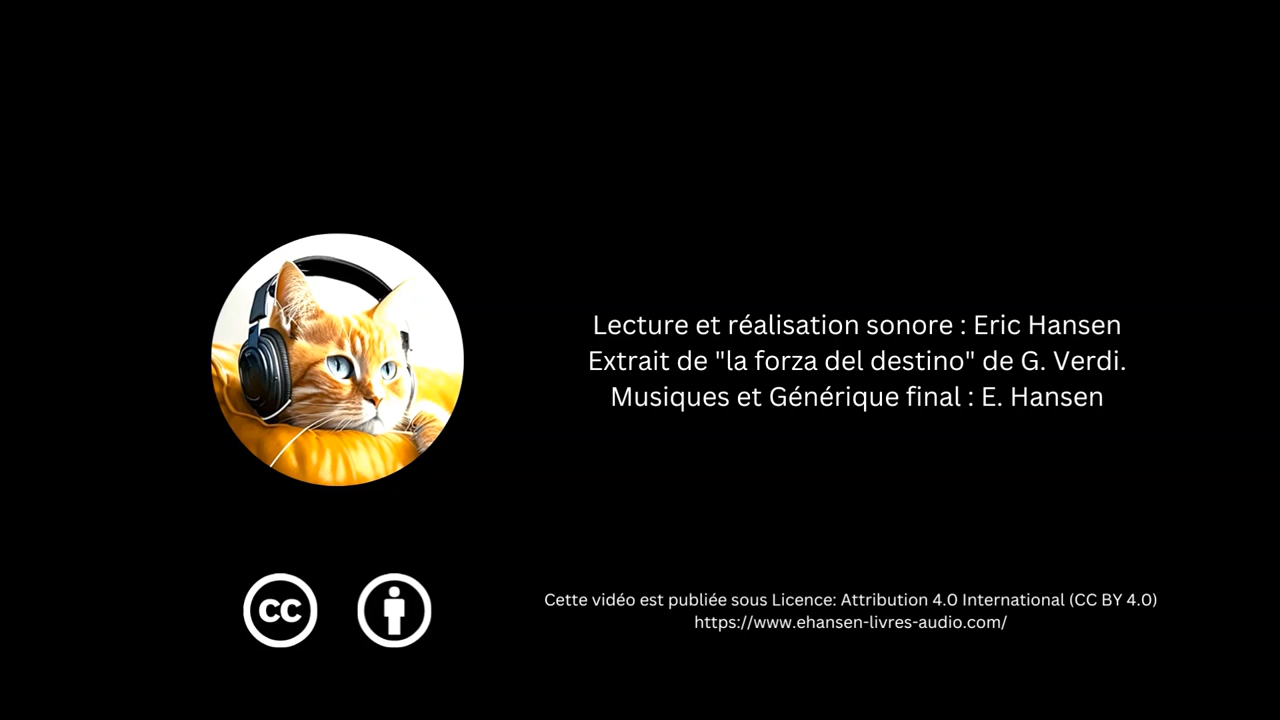 Lecture et réalisation sonore : Eric Hansen
Extrait de "la forza del destino" de G. Verdi.
Musiques et Générique final : E. Hansen
cc
Cette vidéo est publiée sous Licence: Attribution 4.0 International (CC BY 4.0)
https://www.ehansen-livres-audio.com/